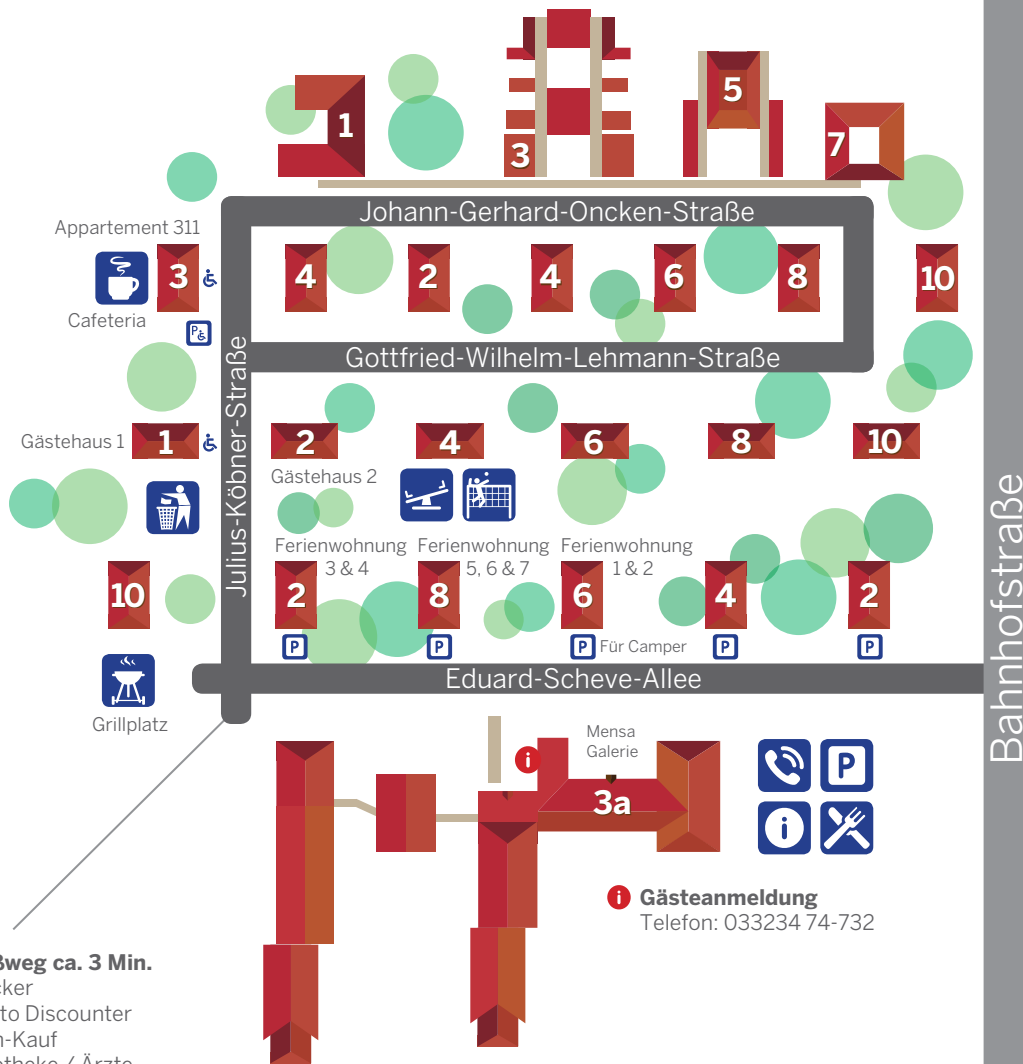 1
3
5
7
Johann-Gerhard-Oncken-Straße
Appartement 311
3
4
2
4
6
8
10
Cafeteria
P
Gottfried-Wilhelm-Lehmann-Straße
Julius-Köbner-Straße
Gästehaus 1
1
2
4
6
8
10
Gästehaus 2
Ferienwohnung
3 & 4
Ferienwohnung
5, 6 & 7
Ferienwohnung
1 & 2
10
2
8
6
4
2
P
P
P Für Camper
P
P
Eduard-Scheve-Allee
Bahnhofstraße
Grillplatz
Mensa
Galerie
i
3a
P
i
i Gästeanmeldung
Telefon: 033234 74-732
ßweg ca. 3 Min.
cker
to Discounter
n-Kauf
otheke / Ärzte